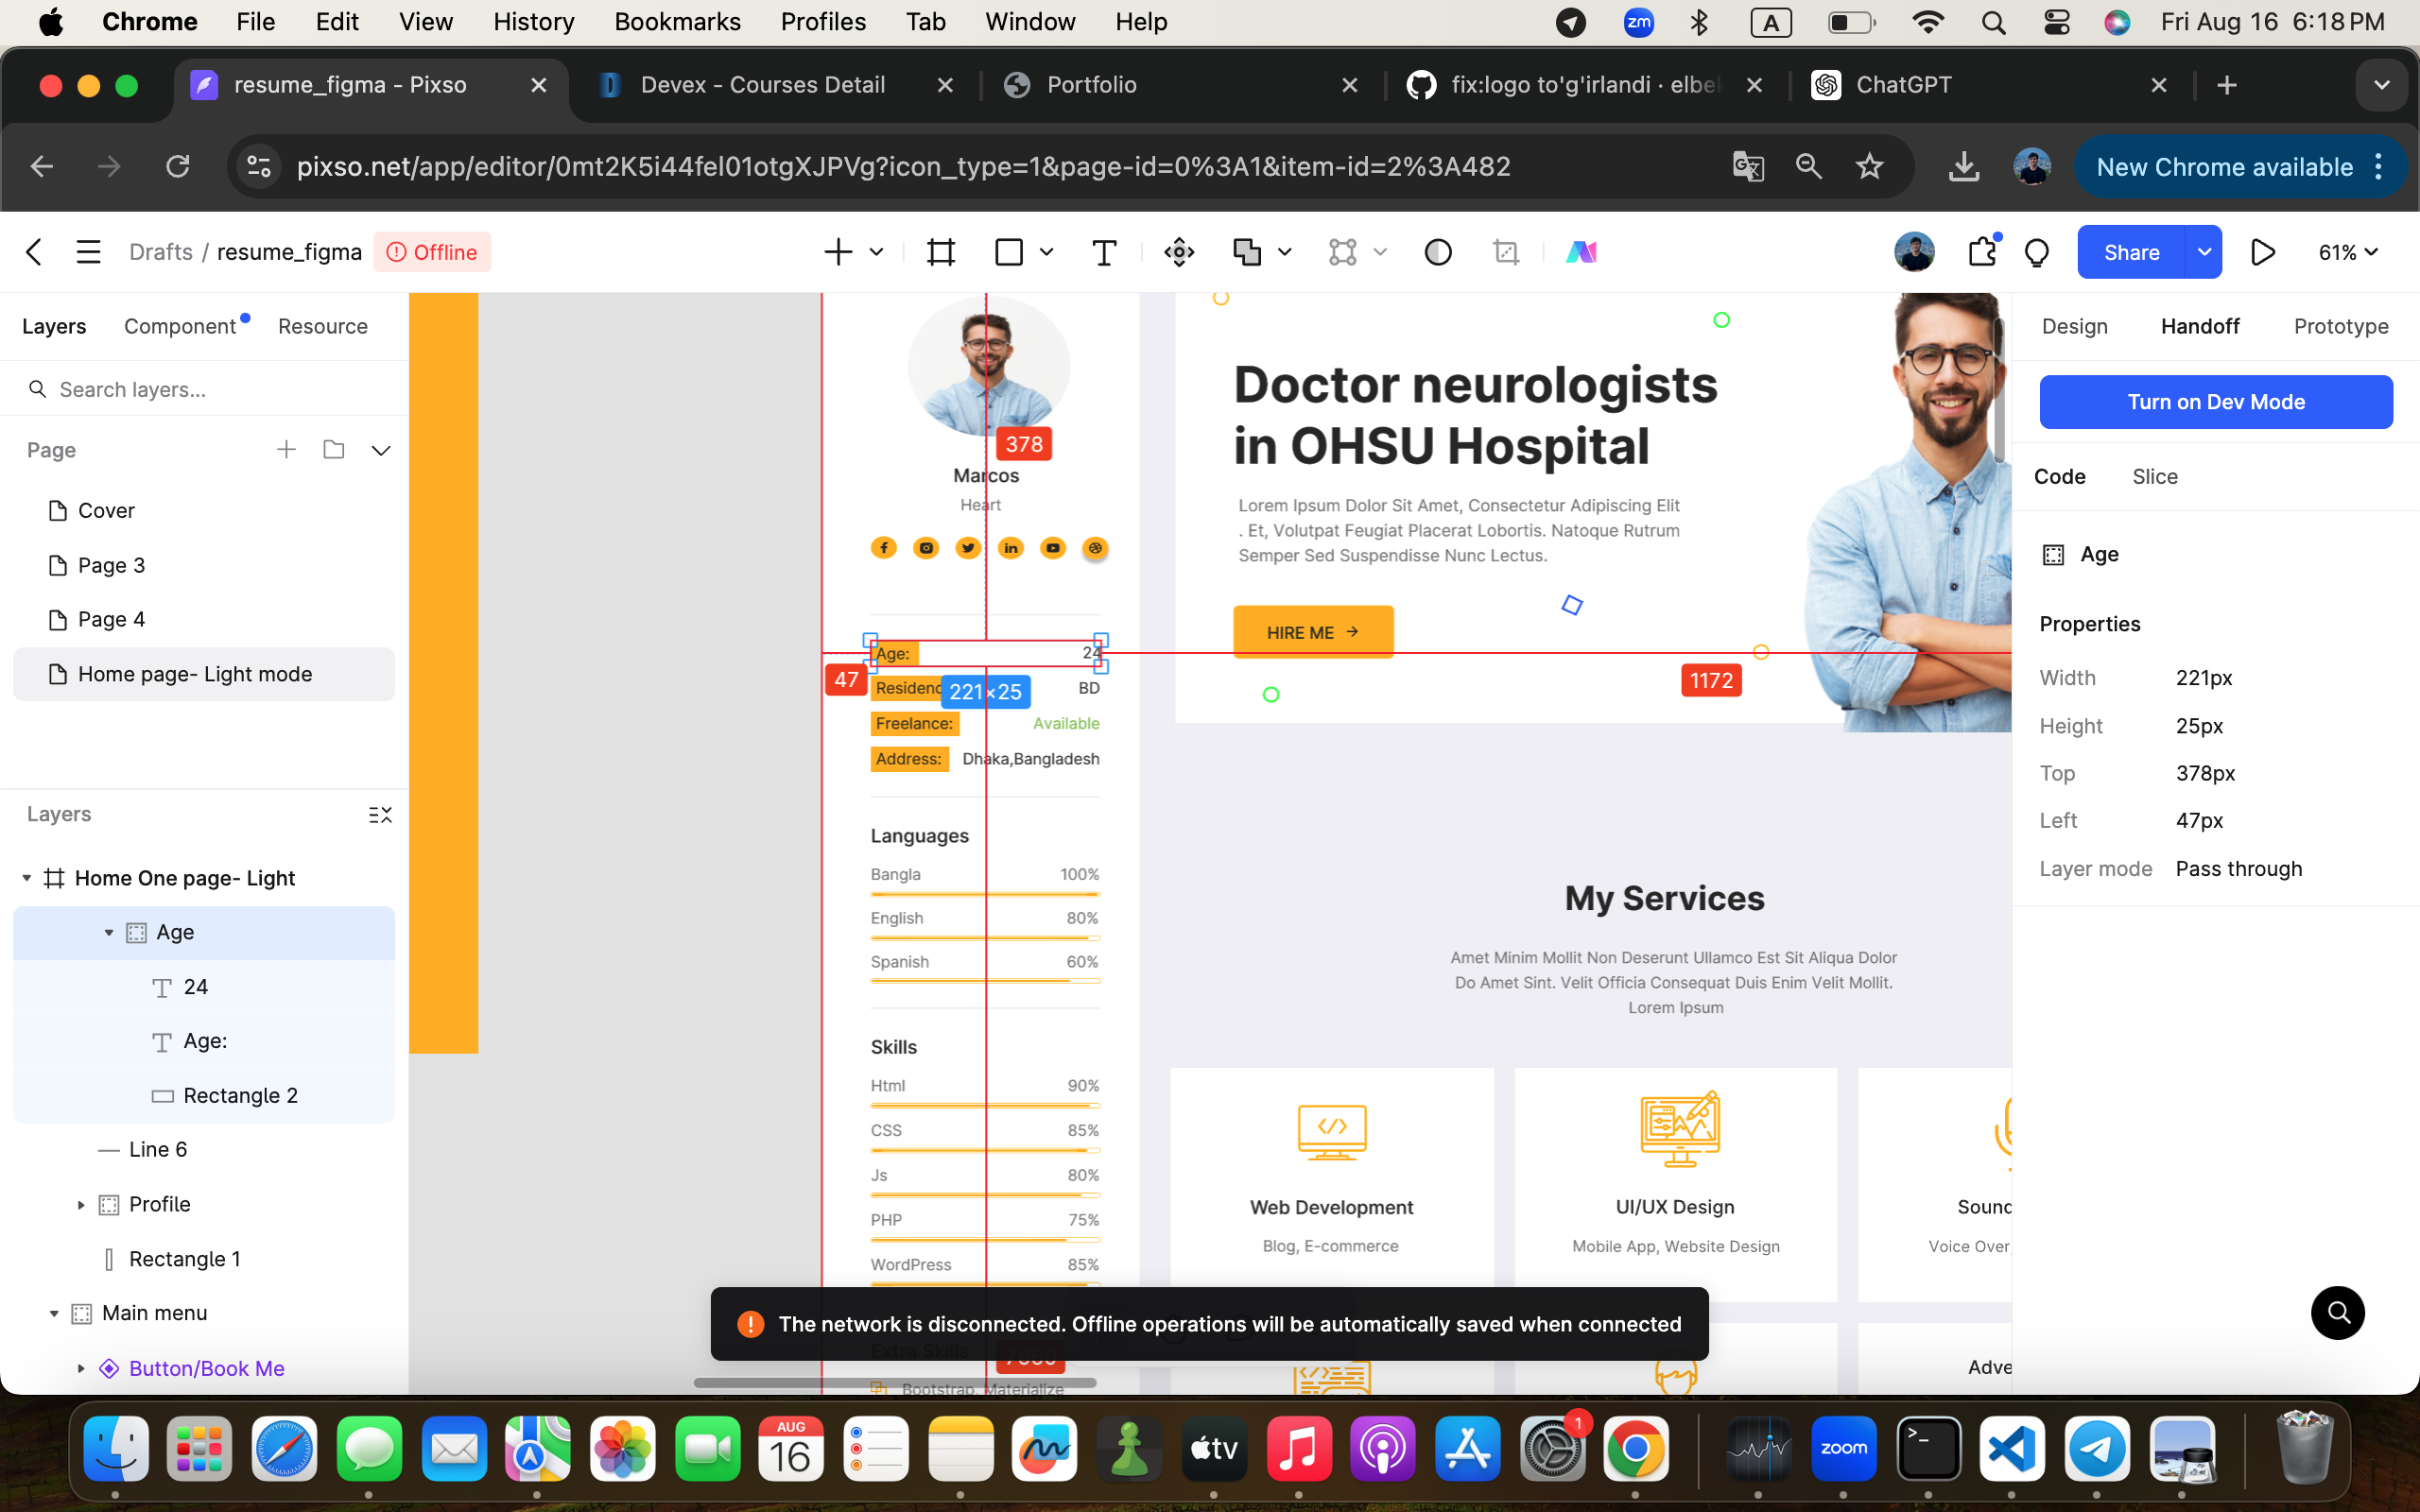 Chrome File Edit View History Bookmarks Profiles Tab Window Help zm A Fri Aug 16 6:18 PM
resume_figma - Pixso Devex - Courses Detail Portfolio fix:logo to'g'irlandi · elbe ChatGPT
pixso.net/app/editor/0mt2K5i44fel01otgXJPVg?icon_type=1&page-id=0%3A1&item-id=2%3A482 New Chrome available
Drafts / resume_figma Offline Share 61%
Layers Component Resource
Search layers...
Page
Cover
Page 3
Page 4
Home page- Light mode
Layers
Home One page- Light
Age
24
Age:
Rectangle 2
Line 6
Profile
Rectangle 1
Main menu
Button/Book Me
378
Marcos
Heart
Age: 24
47
221×25
Residenc BD
Freelance: Available
Address: Dhaka,Bangladesh
Languages
Bangla 100%
English 80%
Spanish 60%
Skills
Html 90%
CSS 85%
Js 80%
PHP 75%
WordPress 85%
Extra Skills
Bootstrap, Materialize
Doctor neurologists
in OHSU Hospital
Lorem Ipsum Dolor Sit Amet, Consectetur Adipiscing Elit
. Et, Volutpat Feugiat Placerat Lobortis. Natoque Rutrum
Semper Sed Suspendisse Nunc Lectus.
HIRE ME
1172
My Services
Amet Minim Mollit Non Deserunt Ullamco Est Sit Aliqua Dolor
Do Amet Sint. Velit Officia Consequat Duis Enim Velit Mollit.
Lorem Ipsum
Web Development
Blog, E-commerce
UI/UX Design
Mobile App, Website Design
Sound
Voice Over,
Adve
The network is disconnected. Offline operations will be automatically saved when connected
Design Handoff Prototype
Turn on Dev Mode
Code Slice
Age
Properties
Width 221px
Height 25px
Top 378px
Left 47px
Layer mode Pass through
AUG
16
tv
1
zoom